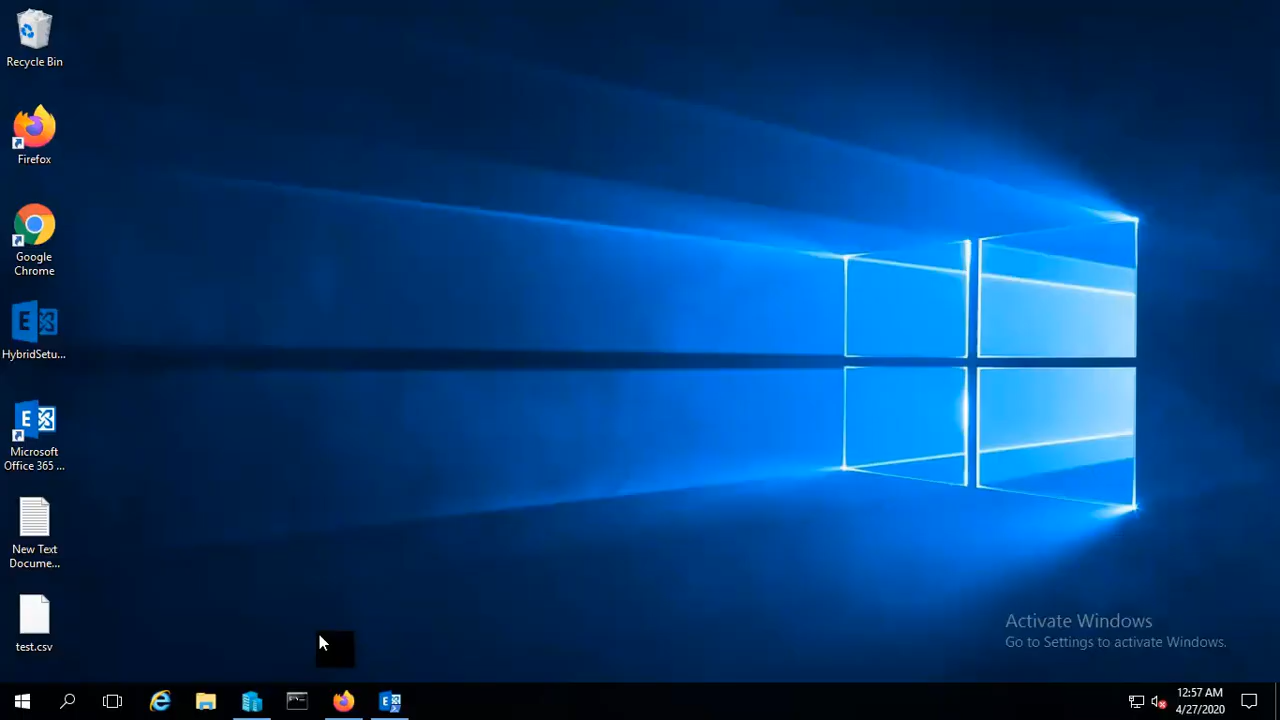 Recycle Bin
Firefox
Google
Chrome
HybridSetu...
Microsoft
Office 365 ...
New Text
Docume...
test.csv
Activate Windows
Go to Settings to activate Windows.
12:57 AM
4/27/2020